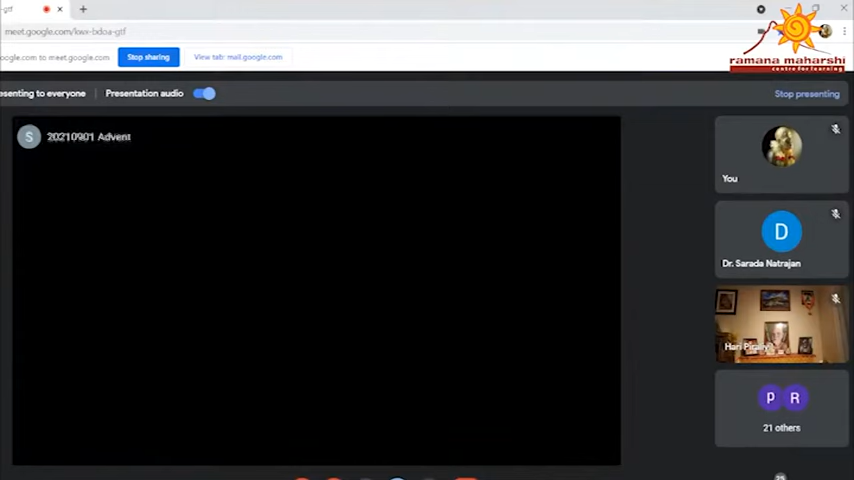 -gtf
meet.google.com/kwx-bdoa-gtf
oogle.com to meet.google.com
Stop sharing
View tab: mail.google.com
ramana maharshi
centre for learning
esenting to everyone
Presentation audio
Stop presenting
S
20210901 Advent
You
D
Dr. Sarada Natrajan
P R
21 others